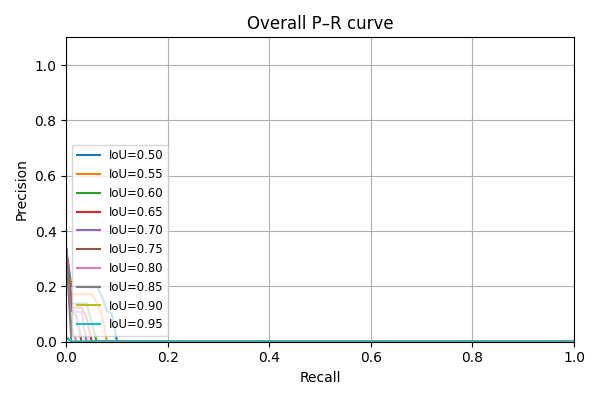 Overall P–R curve
Precision
1.0
0.8
0.6
0.4
0.2
0.0
IoU=0.50
IoU=0.55
IoU=0.60
IoU=0.65
IoU=0.70
IoU=0.75
IoU=0.80
IoU=0.85
IoU=0.90
IoU=0.95
0.0 0.2 0.4 0.6 0.8 1.0
Recall